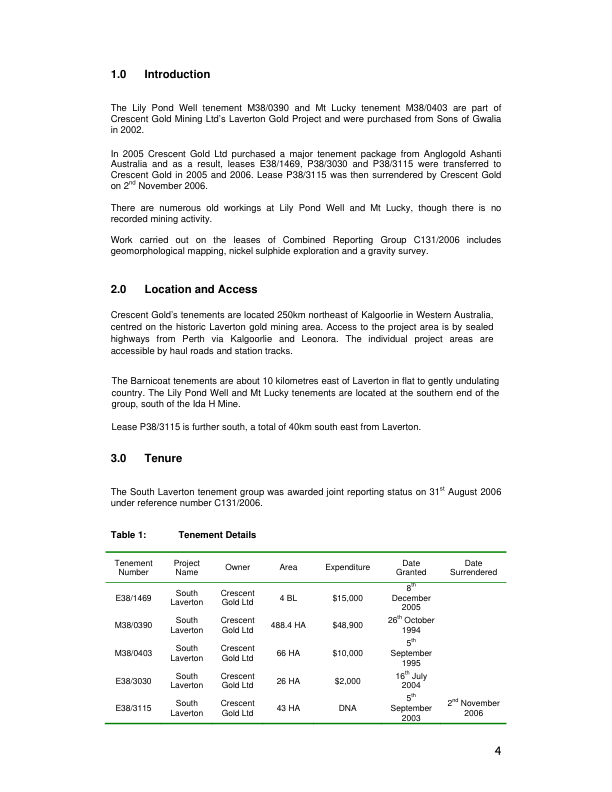 1.0 Introduction
The Lily Pond Well tenement M38/0390 and Mt Lucky tenement M38/0403 are part of
Crescent Gold Mining Ltd's Laverton Gold Project and were purchased from Sons of Gwalia
in 2002.
In 2005 Crescent Gold Ltd purchased a major tenement package from Anglogold Ashanti
Australia and as a result, leases E38/1469, P38/3030 and P38/3115 were transferred to
Crescent Gold in 2005 and 2006. Lease P38/3115 was then surrendered by Crescent Gold
on 2nd November 2006.
There are numerous old workings at Lily Pond Well and Mt Lucky, though there is no
recorded mining activity.
Work carried out on the leases of Combined Reporting Group C131/2006 includes
geomorphological mapping, nickel sulphide exploration and a gravity survey.
2.0 Location and Access
Crescent Gold's tenements are located 250km northeast of Kalgoorlie in Western Australia,
centred on the historic Laverton gold mining area. Access to the project area is by sealed
highways from Perth via Kalgoorlie and Leonora. The individual project areas are
accessible by haul roads and station tracks.
The Barnicoat tenements are about 10 kilometres east of Laverton in flat to gently undulating
country. The Lily Pond Well and Mt Lucky tenements are located at the southern end of the
group, south of the Ida H Mine.
Lease P38/3115 is further south, a total of 40km south east from Laverton.
3.0 Tenure
The South Laverton tenement group was awarded joint reporting status on 31st August 2006
under reference number C131/2006.
Table 1: Tenement Details
Tenement Number Project Name Owner Area Expenditure Date Granted Date Surrendered
E38/1469 South Laverton Crescent Gold Ltd 4 BL $15,000 8th December 2005
M38/0390 South Laverton Crescent Gold Ltd 488.4 HA $48,900 26th October 1994
M38/0403 South Laverton Crescent Gold Ltd 66 HA $10,000 5th September 1995
E38/3030 South Laverton Crescent Gold Ltd 26 HA $2,000 16th July 2004
E38/3115 South Laverton Crescent Gold Ltd 43 HA DNA 5th September 2003 2nd November 2006
4